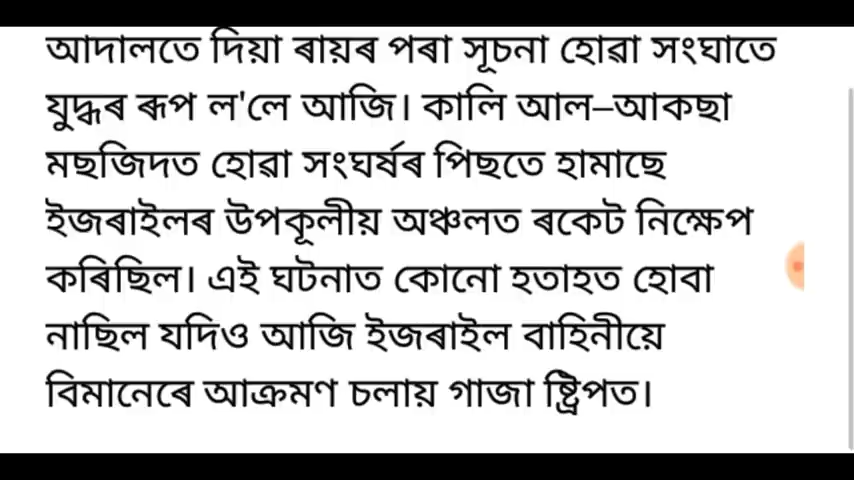 আদালতে দিয়া ৰায়ৰ পৰা সূচনা হোৱা সংঘাতে
যুদ্ধৰ ৰূপ ল'লে আজি। কালি আল–আকছা
মছজিদত হোৱা সংঘৰ্ষৰ পিছতে হামাছে
ইজৰাইলৰ উপকূলীয় অঞ্চলত ৰকেট নিক্ষেপ
কৰিছিল। এই ঘটনাত কোনো হতাহত হোবা
নাছিল যদিও আজি ইজৰাইল বাহিনীয়ে
বিমানেৰে আক্ৰমণ চলায় গাজা ষ্ট্ৰিপত।